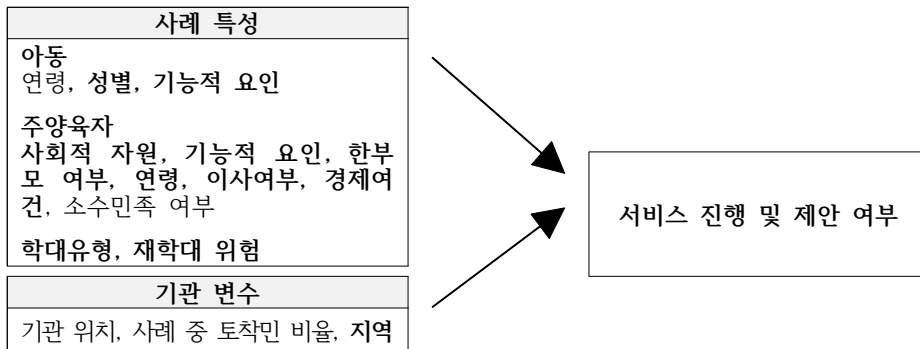 사례 특성
아동
연령, 성별, 기능적 요인
주양육자
사회적 자원, 기능적 요인, 한부
모 여부, 연령, 이사여부, 경제여
건, 소수민족 여부
학대유형, 재학대 위험
기관 변수
기관 위치, 사례 중 토착민 비율, 지역
서비스 진행 및 제안 여부